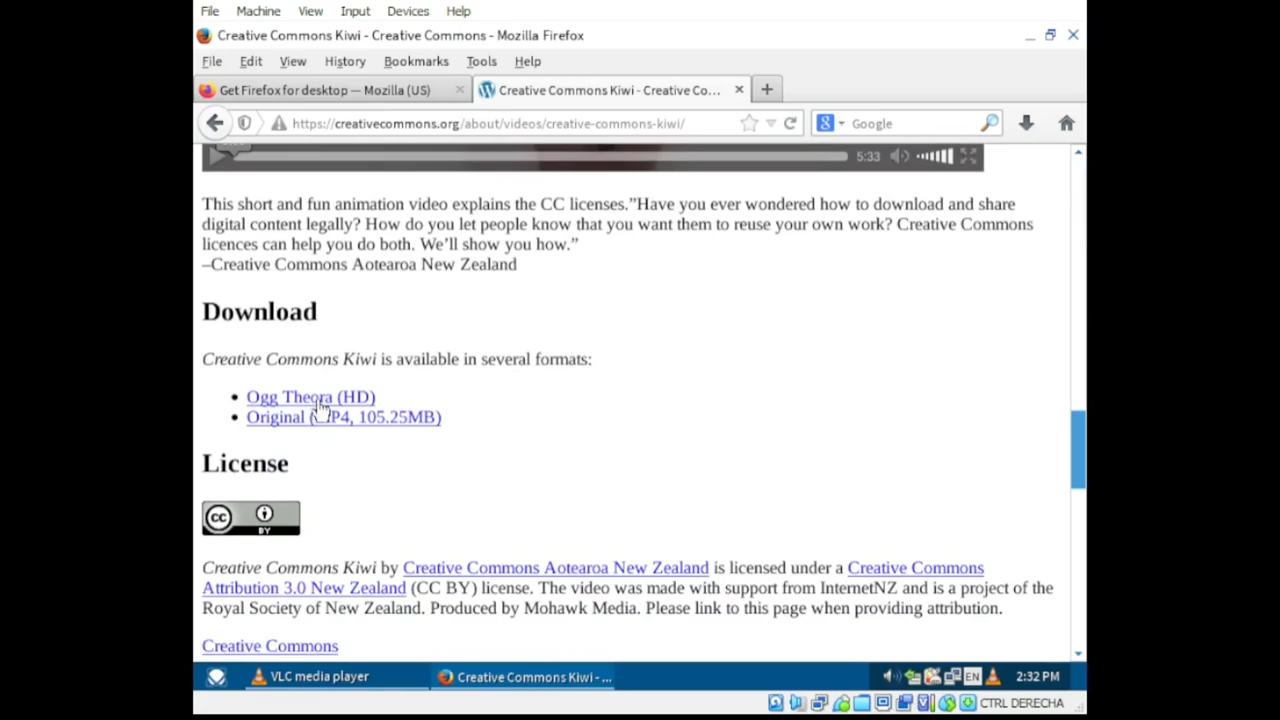 File Machine View Input Devices Help
Creative Commons Kiwi - Creative Commons - Mozilla Firefox
File Edit View History Bookmarks Tools Help
Get Firefox for desktop — Mozilla (US) Creative Commons Kiwi - Creative Co...
https://creativecommons.org/about/videos/creative-commons-kiwi/ Google
5:33
This short and fun animation video explains the CC licenses.”Have you ever wondered how to download and share
digital content legally? How do you let people know that you want them to reuse your own work? Creative Commons
licences can help you do both. We’ll show you how.”
–Creative Commons Aotearoa New Zealand
Download
Creative Commons Kiwi is available in several formats:
Ogg Theora (HD)
Original ( P4, 105.25MB)
License
cc BY
Creative Commons Kiwi by Creative Commons Aotearoa New Zealand is licensed under a Creative Commons
Attribution 3.0 New Zealand (CC BY) license. The video was made with support from InternetNZ and is a project of the
Royal Society of New Zealand. Produced by Mohawk Media. Please link to this page when providing attribution.
Creative Commons
VLC media player Creative Commons Kiwi - ... EN 2:32 PM
CTRL DERECHA